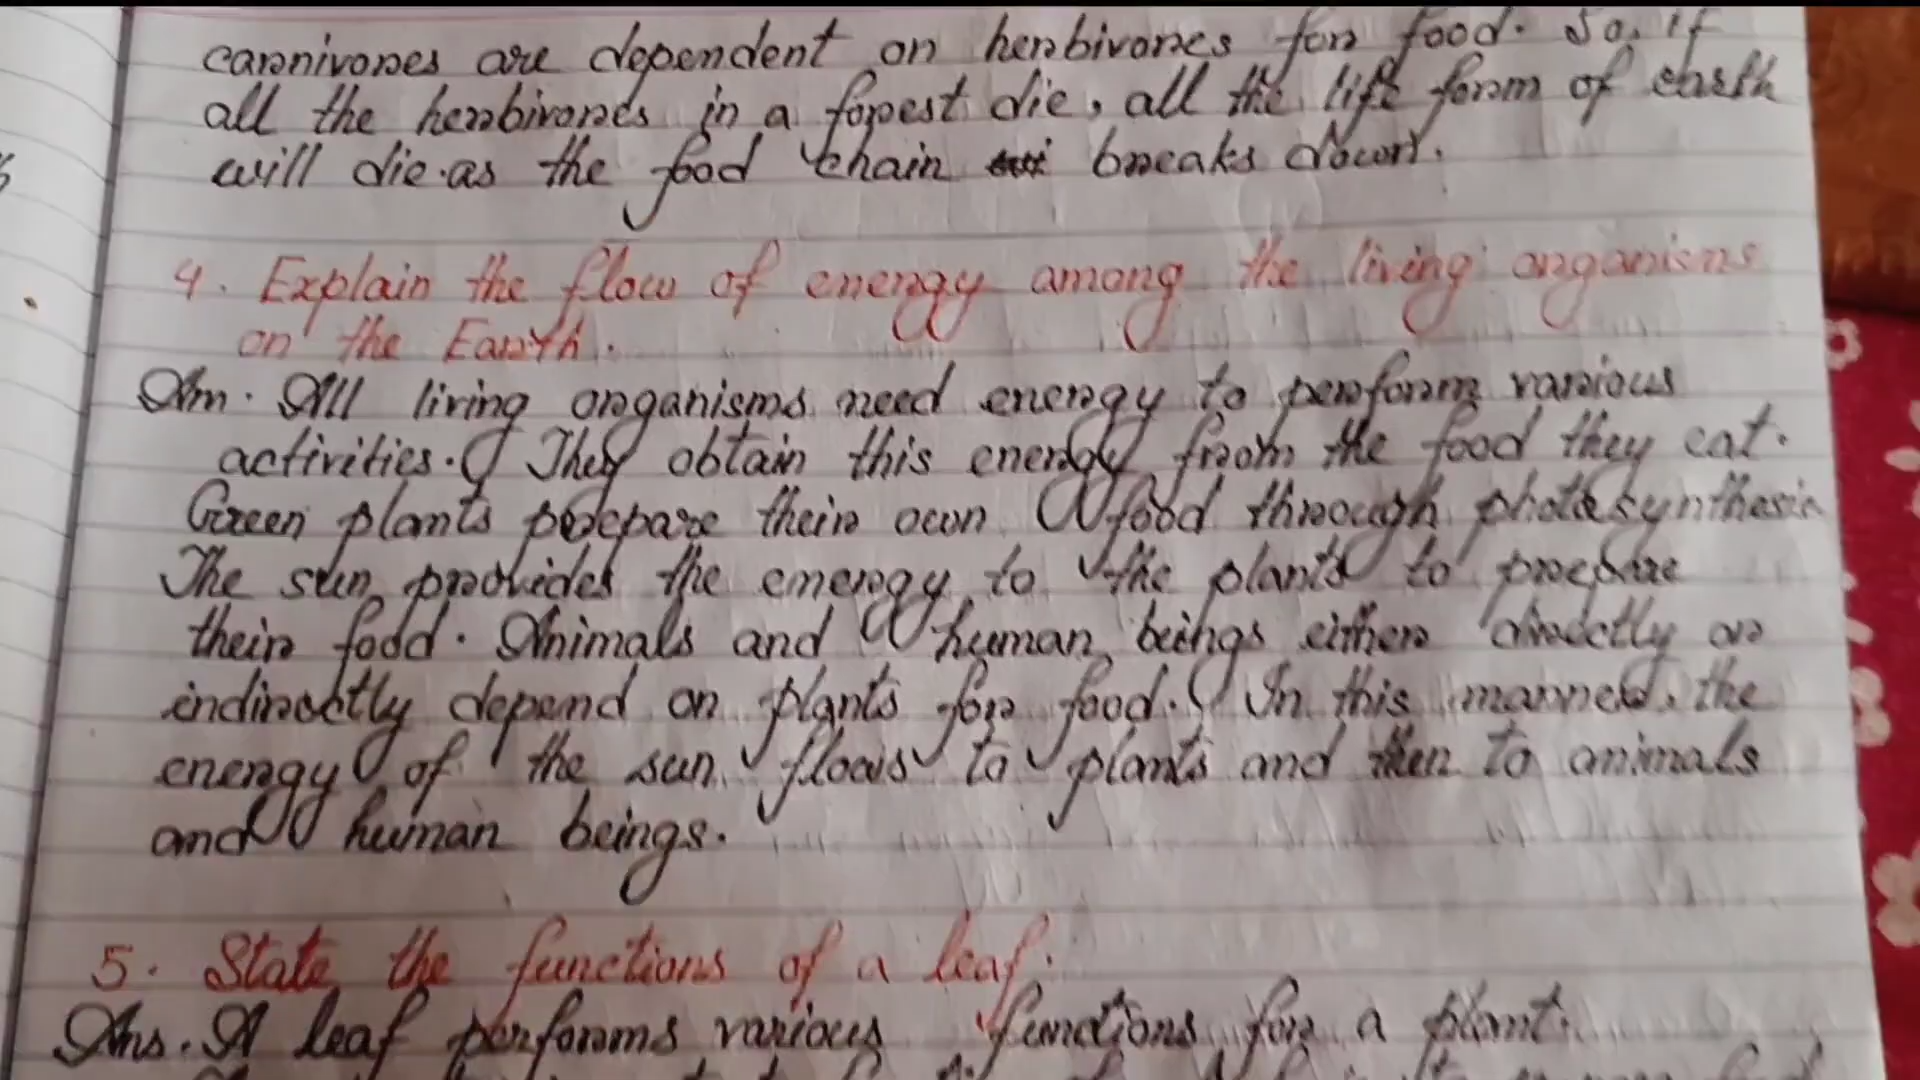 carnivores are dependent on herbivores for food. So, if
all the herbivores in a forest die, all the life form of earth
will die as the food chain breaks down.
4. Explain the flow of energy among the living organisms
on the Earth.
Ans. All living organisms need energy to perform various
activities. They obtain this energy from the food they eat.
Green plants prepare their own food through photosynthesis
The sun provides the energy to the plants to prepare
their food. Animals and human beings either directly or
indirectly depend on plants for food. In this manner, the
energy of the sun flows to plants and then to animals
and human beings.
5. State the functions of a leaf.
Ans. A leaf performs various functions for a plant.